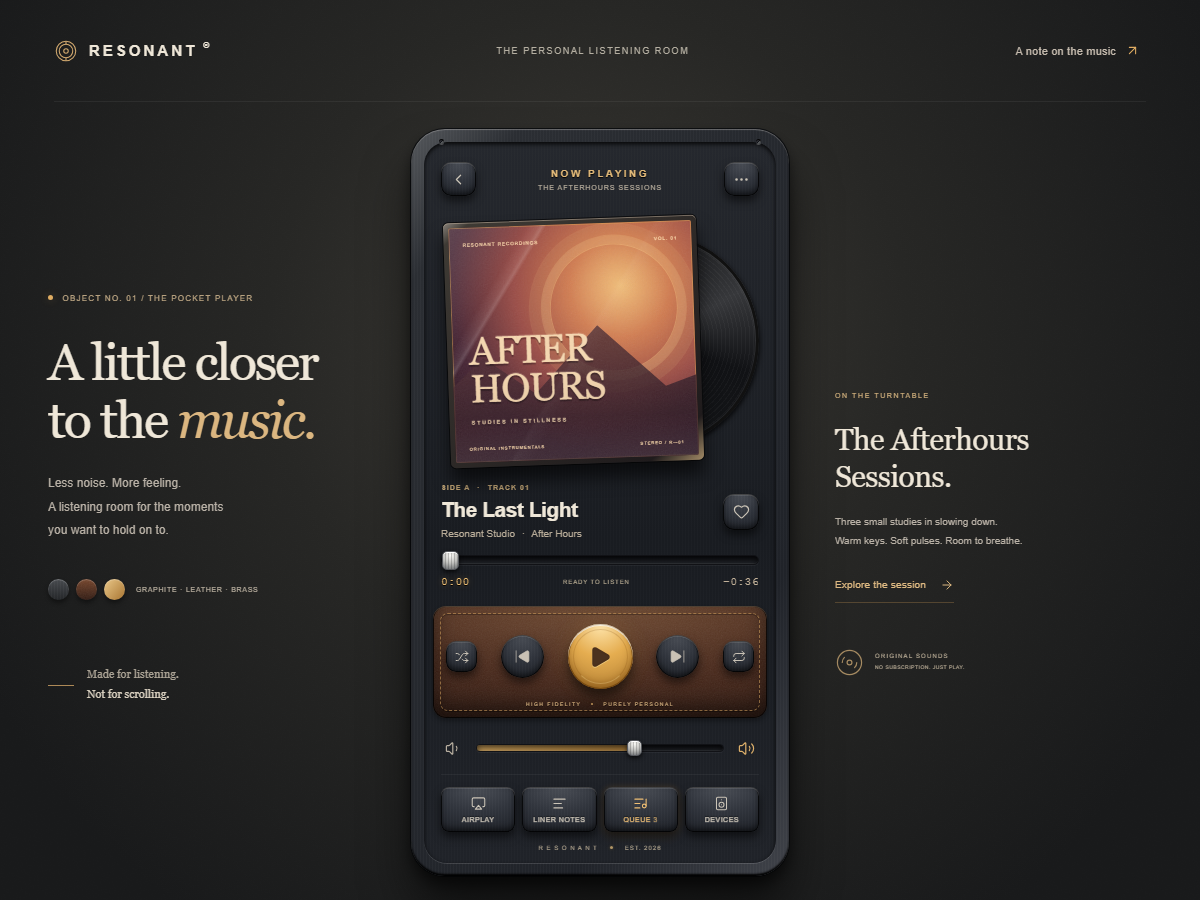 RESONANT ®
THE PERSONAL LISTENING ROOM
A note on the music
OBJECT NO. 01 / THE POCKET PLAYER
A little closer
to the music.
Less noise. More feeling.
A listening room for the moments
you want to hold on to.
GRAPHITE · LEATHER · BRASS
Made for listening.
Not for scrolling.
NOW PLAYING
THE AFTERHOURS SESSIONS
RESONANT RECORDINGS
VOL. 01
AFTER
HOURS
STUDIES IN STILLNESS
ORIGINAL INSTRUMENTALS
STEREO / R—01
SIDE A · TRACK 01
The Last Light
Resonant Studio · After Hours
0:00
READY TO LISTEN
−0:36
HIGH FIDELITY • PURELY PERSONAL
AIRPLAY
LINER NOTES
QUEUE 3
DEVICES
RESONANT • EST. 2026
ON THE TURNTABLE
The Afterhours
Sessions.
Three small studies in slowing down.
Warm keys. Soft pulses. Room to breathe.
Explore the session
ORIGINAL SOUNDS
NO SUBSCRIPTION. JUST PLAY.